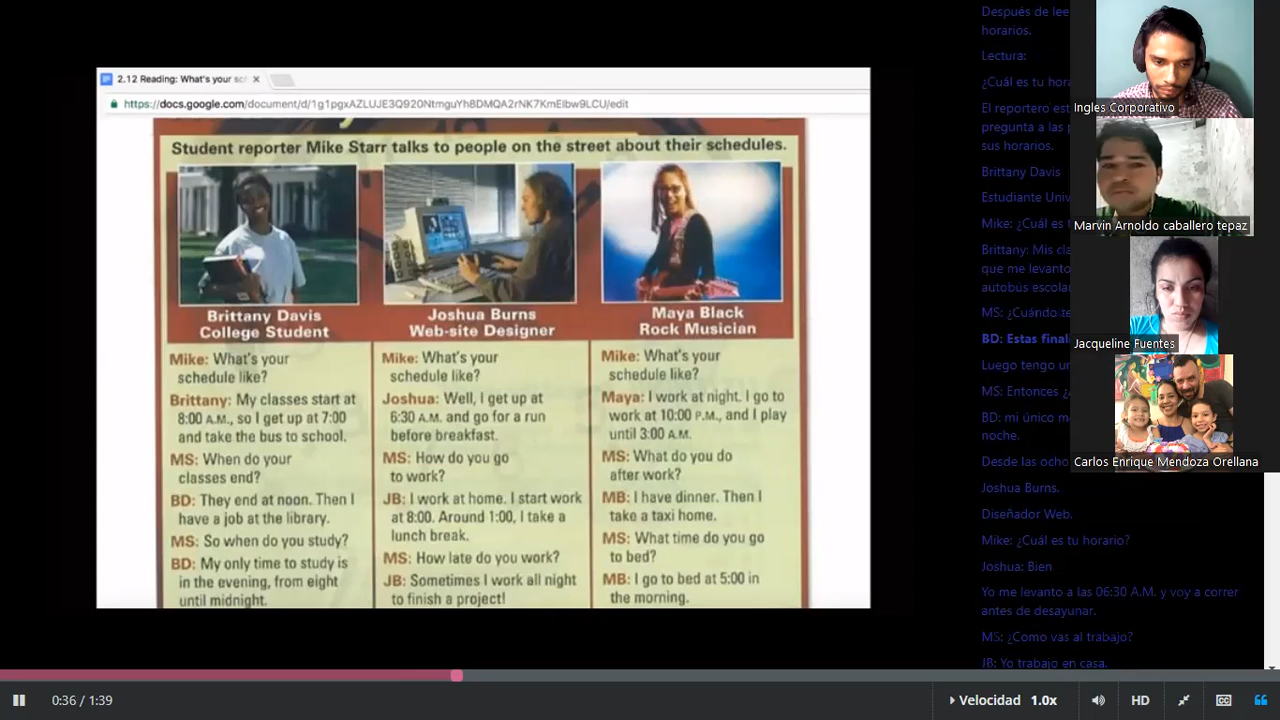 2.12 Reading: What's your sc
https://docs.google.com/document/d/1g1pgxAZLUJE3Q920NtmguYh8DMQA2rNK7KmElbw9LCU/edit
Student reporter Mike Starr talks to people on the street about their schedules.
Brittany Davis
College Student
Mike: What's your
schedule like?
Brittany: My classes start at
8:00 A.M., so I get up at 7:00
and take the bus to school.
MS: When do your
classes end?
BD: They end at noon. Then I
have a job at the library.
MS: So when do you study?
BD: My only time to study is
in the evening, from eight
until midnight.
Joshua Burns
Web-site Designer
Mike: What's your
schedule like?
Joshua: Well, I get up at
6:30 A.M. and go for a run
before breakfast.
MS: How do you go
to work?
JB: I work at home. I start work
at 8:00. Around 1:00, I take a
lunch break.
MS: How late do you work?
JB: Sometimes I work all night
to finish a project!
Maya Black
Rock Musician
Mike: What's your
schedule like?
Maya: I work at night. I go to
work at 10:00 P.M., and I play
until 3:00 A.M.
MS: What do you do
after work?
MB: I have dinner. Then I
take a taxi home.
MS: What time do you go
to bed?
MB: I go to bed at 5:00 in
the morning.
Después de lee
horarios.
Lectura:
¿Cuál es tu hora
El reportero est
pregunta a las p
sus horarios.
Brittany Davis
Estudiante Univ
Mike: ¿Cuál es t
Brittany: Mis cla
que me levanto
autobús escola
MS: ¿Cuándo te
BD: Estas final
Luego tengo un
MS: Entonces ¿
BD: mi único m
noche.
Desde las ocho
Joshua Burns.
Diseñador Web.
Mike: ¿Cuál es tu horario?
Joshua: Bien
Yo me levanto a las 06:30 A.M. y voy a correr
antes de desayunar.
MS: ¿Como vas al trabajo?
JB: Yo trabajo en casa.
Ingles Corporativo
Marvin Arnoldo caballero tepaz
Jacqueline Fuentes
Carlos Enrique Mendoza Orellana
0:36 / 1:39
Velocidad 1.0x
HD
CC